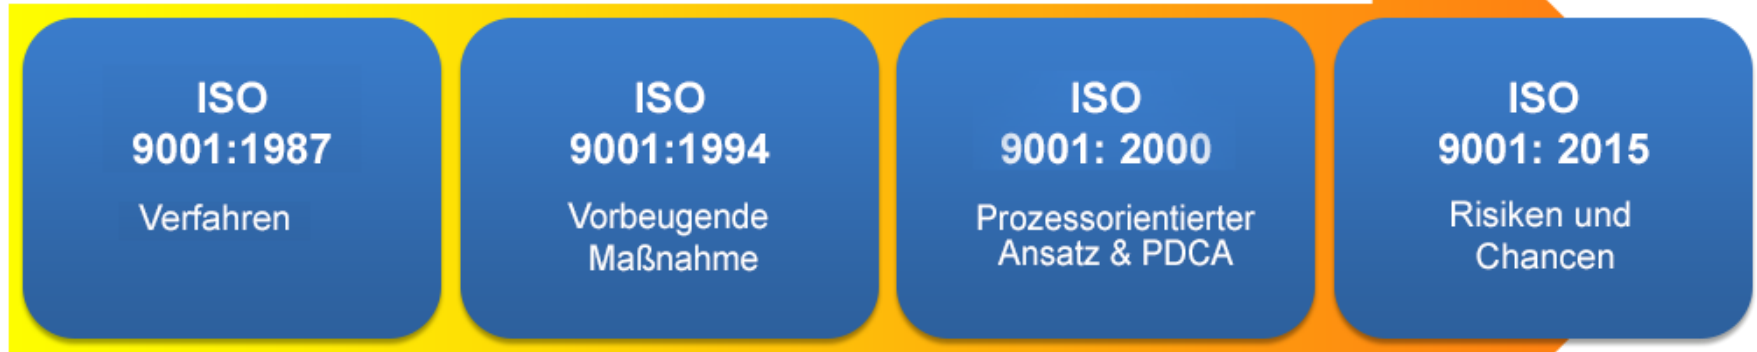 ISO
9001:1987
Verfahren
ISO
9001:1994
Vorbeugende
Maßnahme
ISO
9001: 2000
Prozessorientierter
Ansatz & PDCA
ISO
9001: 2015
Risiken und
Chancen